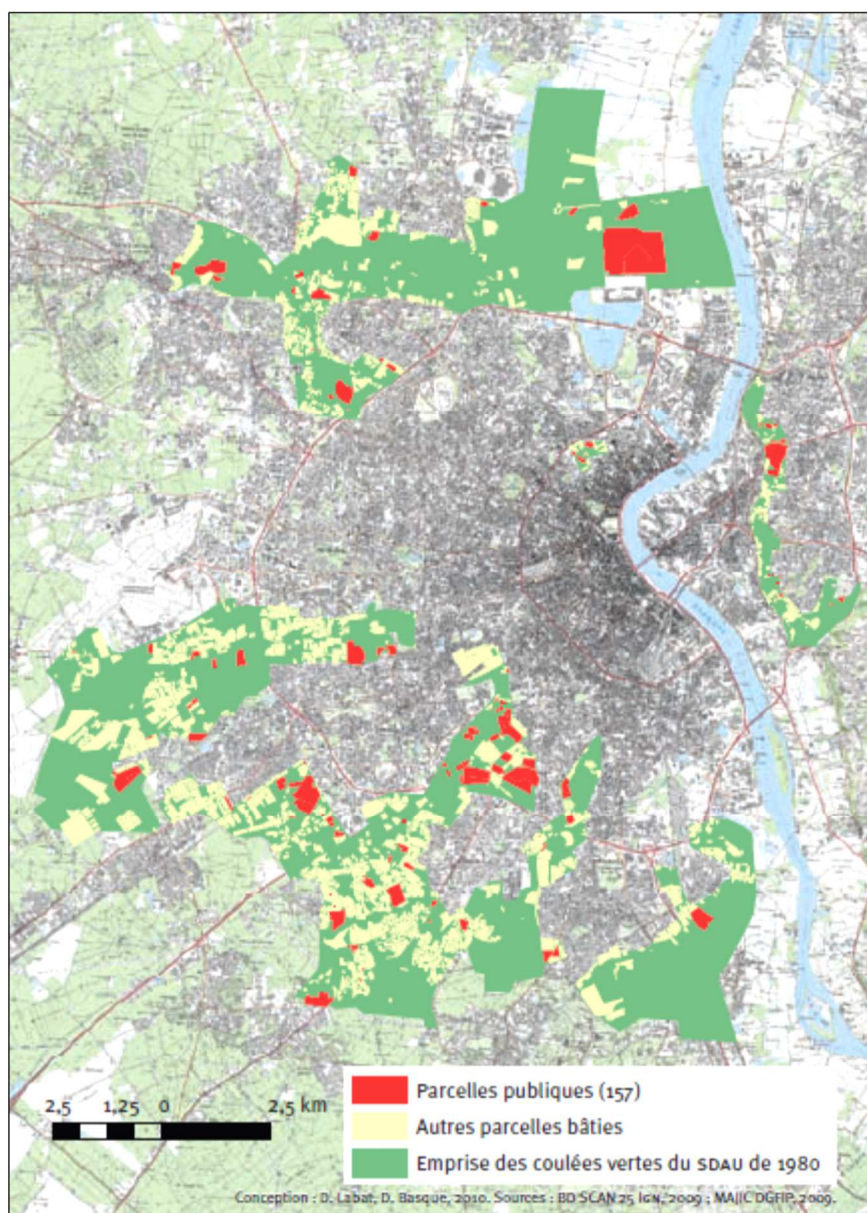 2,5 1,25 0 2,5 km
Parcelles publiques (157)
Autres parcelles bâties
Emprise des coulées vertes du SDAU de 1980
Conception : D. Labat, D. Basque, 2010. Sources : BD SCAN 25 IGN, 2009 ; MAJIC DGFIP, 2009.